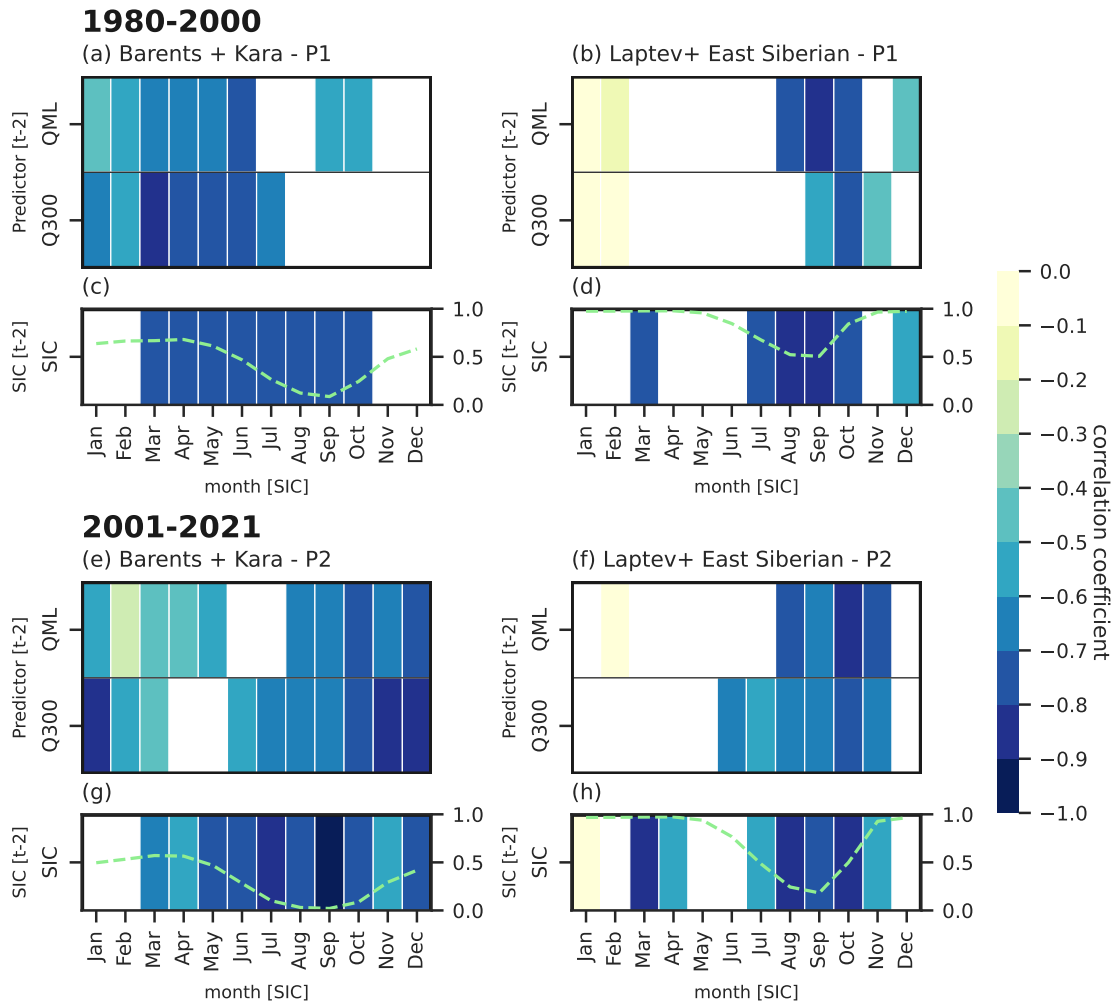 1980-2000
(a) Barents + Kara - P1
(b) Laptev+ East Siberian - P1
Predictor [t-2]
QML
Q300
Predictor [t-2]
QML
Q300
(c)
SIC [t-2]
SIC
1.0
0.5
0.0
Jan Feb Mar Apr May Jun Jul Aug Sep Oct Nov Dec
month [SIC]
(d)
SIC [t-2]
SIC
1.0
0.5
0.0
Jan Feb Mar Apr May Jun Jul Aug Sep Oct Nov Dec
month [SIC]
2001-2021
(e) Barents + Kara - P2
(f) Laptev+ East Siberian - P2
Predictor [t-2]
QML
Q300
Predictor [t-2]
QML
Q300
(g)
SIC [t-2]
SIC
1.0
0.5
0.0
Jan Feb Mar Apr May Jun Jul Aug Sep Oct Nov Dec
month [SIC]
(h)
SIC [t-2]
SIC
1.0
0.5
0.0
Jan Feb Mar Apr May Jun Jul Aug Sep Oct Nov Dec
month [SIC]
0.0
−0.1
−0.2
−0.3
−0.4
−0.5
−0.6
−0.7
−0.8
−0.9
−1.0
correlation coefficient